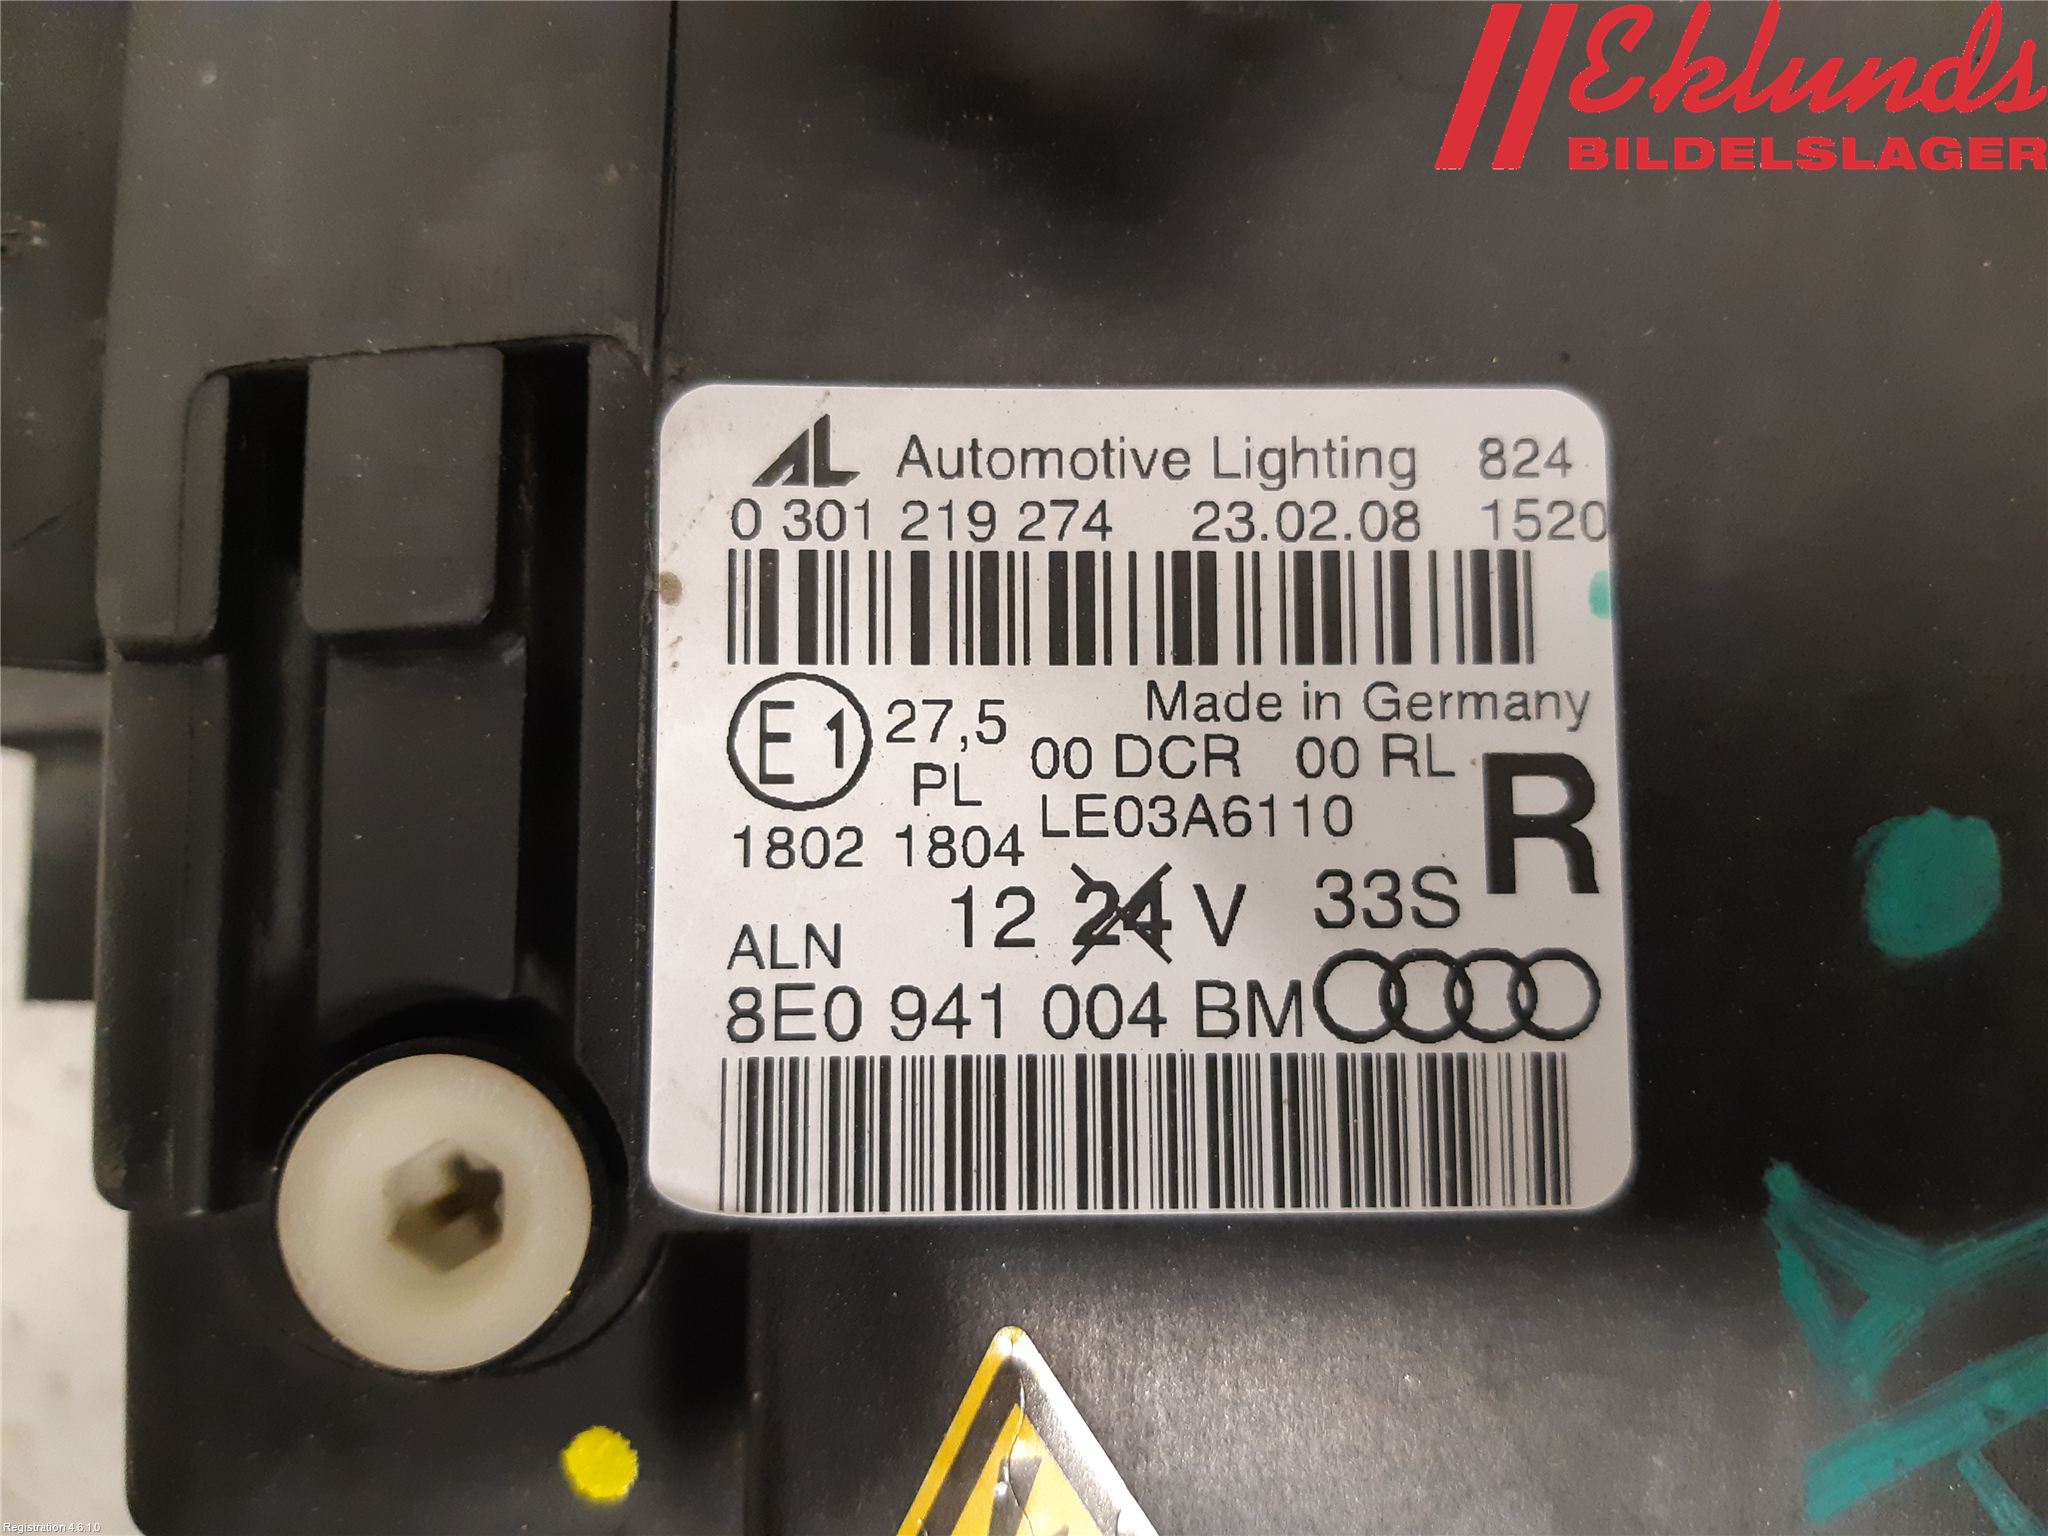 Eklunds
BILDELSLAGER
AL Automotive Lighting 824
0 301 219 274 23.02.08 1520
Made in Germany
E1 27,5
PL 00 DCR 00 RL
LE03A6110 R
1802 1804
12 24 V 33S
ALN
8E0 941 004 BM
Registration 4.6.1.0